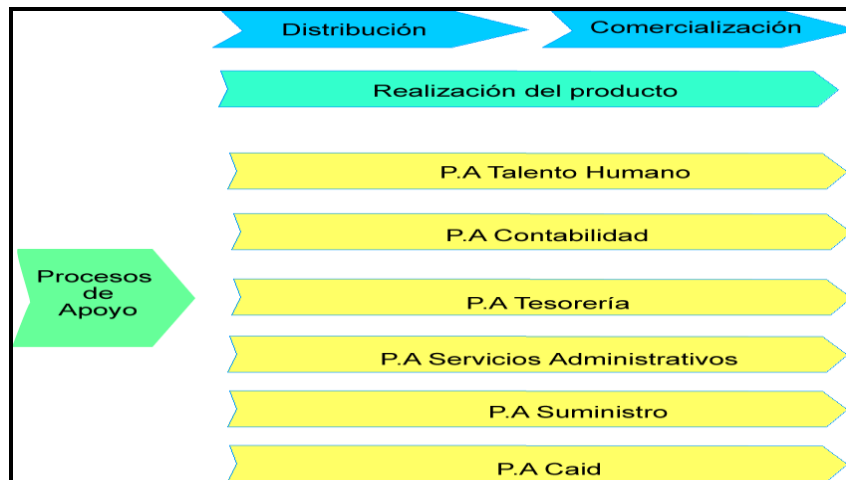 Distribución
Comercialización
Realización del producto
P.A Talento Humano
P.A Contabilidad
Procesos
de
Apoyo
P.A Tesorería
P.A Servicios Administrativos
P.A Suministro
P.A Caid